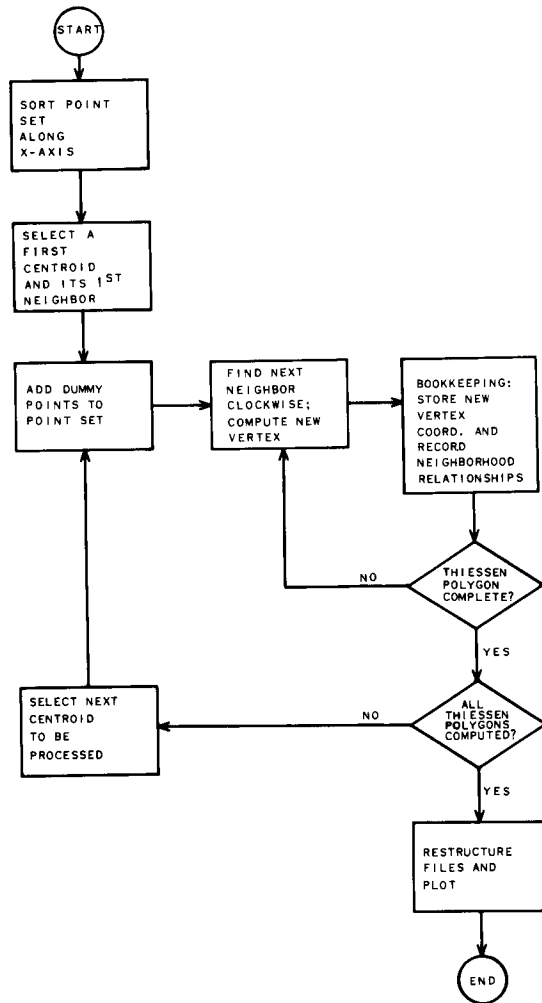 START
SORT POINT
SET
ALONG
X-AXIS
SELECT A
FIRST
CENTROID
AND ITS 1ST
NEIGHBOR
ADD DUMMY
POINTS TO
POINT SET
FIND NEXT
NEIGHBOR
CLOCKWISE;
COMPUTE NEW
VERTEX
BOOKKEEPING:
STORE NEW
VERTEX
COORD. AND
RECORD
NEIGHBORHOOD
RELATIONSHIPS
THIESSEN
POLYGON
COMPLETE?
NO
YES
ALL
THIESSEN
POLYGONS
COMPUTED?
NO
SELECT NEXT
CENTROID
TO BE
PROCESSED
YES
RESTRUCTURE
FILES AND
PLOT
END